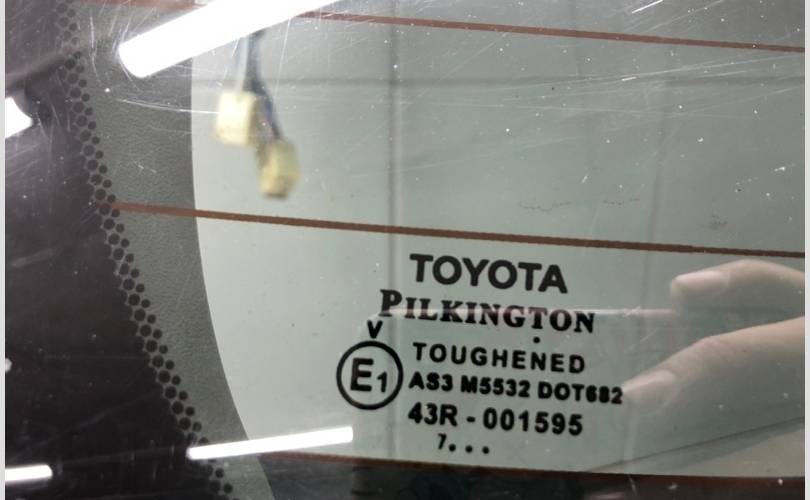 TOYOTA
PILKINGTON
V
E1
TOUGHENED
AS3 M5532 DOT682
43R - 001595
7...